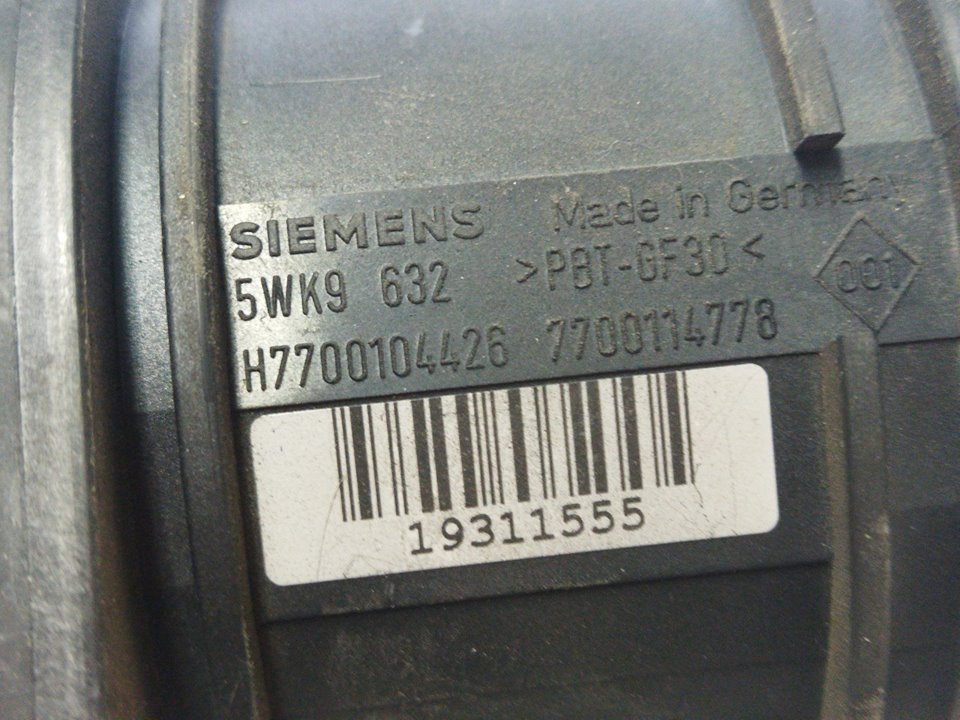 SIEMENS Made in Germany
5WK9 632 >PBT-GF30< 001
H7700104426 7700114778
19311555